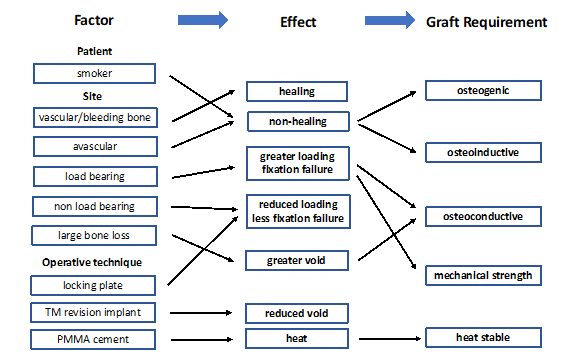 Factor
Effect
Graft Requirement
Patient
smoker
Site
vascular/bleeding bone
avascular
load bearing
non load bearing
large bone loss
Operative technique
locking plate
TM revision implant
PMMA cement
healing
non-healing
greater loading
fixation failure
reduced loading
less fixation failure
greater void
reduced void
heat
osteogenic
osteoinductive
osteoconductive
mechanical strength
heat stable